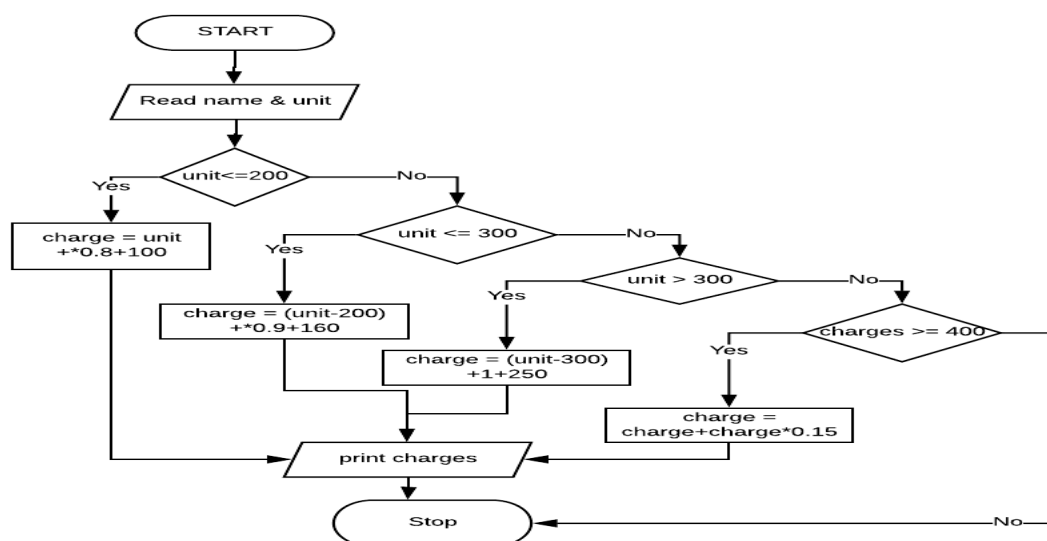 START
Read name & unit
unit<=200
Yes
No
charge = unit
+*0.8+100
unit <= 300
Yes
No
charge = (unit-200)
+*0.9+160
unit > 300
Yes
No
charge = (unit-300)
+1+250
charges >= 400
Yes
charge =
charge+charge*0.15
print charges
Stop
No